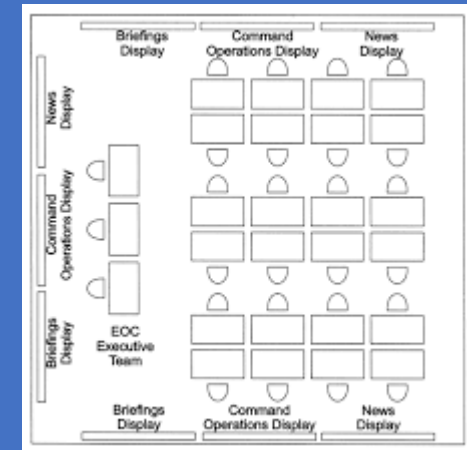 Briefings
Display
Command
Operations Display
News
Display
News
Display
Command
Operations Display
Briefings
Display
EOC
Executive
Team
Briefings
Display
Command
Operations Display
News
Display